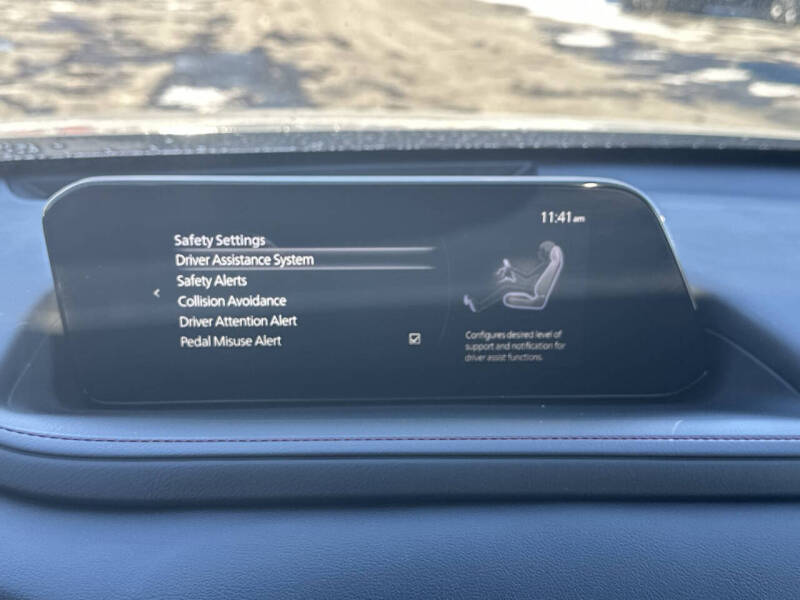 11:41 am
Safety Settings
Driver Assistance System
Safety Alerts
Collision Avoidance
Driver Attention Alert
Pedal Misuse Alert
Configures desired level of
support and notification for
driver assist functions.